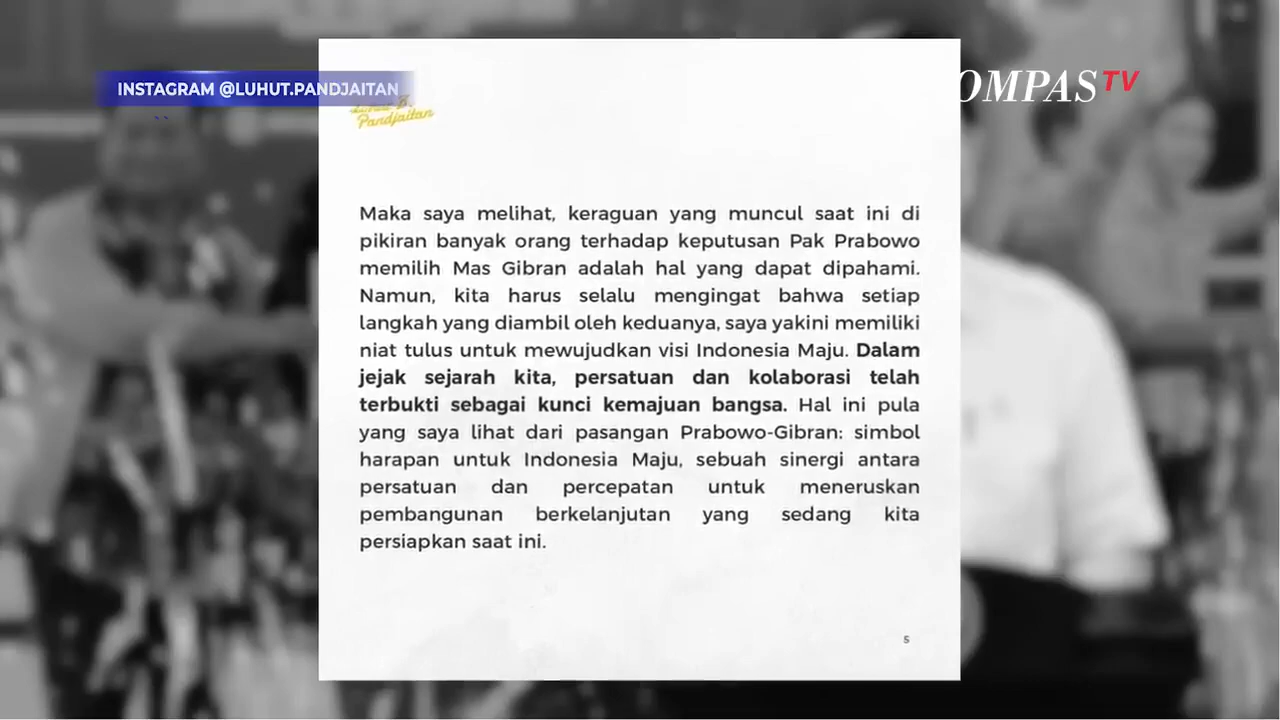 INSTAGRAM @LUHUT.PANDJAITAN
OMPAS TV
Pandjaitan
Maka saya melihat, keraguan yang muncul saat ini di
pikiran banyak orang terhadap keputusan Pak Prabowo
memilih Mas Gibran adalah hal yang dapat dipahami.
Namun, kita harus selalu mengingat bahwa setiap
langkah yang diambil oleh keduanya, saya yakini memiliki
niat tulus untuk mewujudkan visi Indonesia Maju. Dalam
jejak sejarah kita, persatuan dan kolaborasi telah
terbukti sebagai kunci kemajuan bangsa. Hal ini pula
yang saya lihat dari pasangan Prabowo-Gibran: simbol
harapan untuk Indonesia Maju, sebuah sinergi antara
persatuan dan percepatan untuk meneruskan
pembangunan berkelanjutan yang sedang kita
persiapkan saat ini.
5